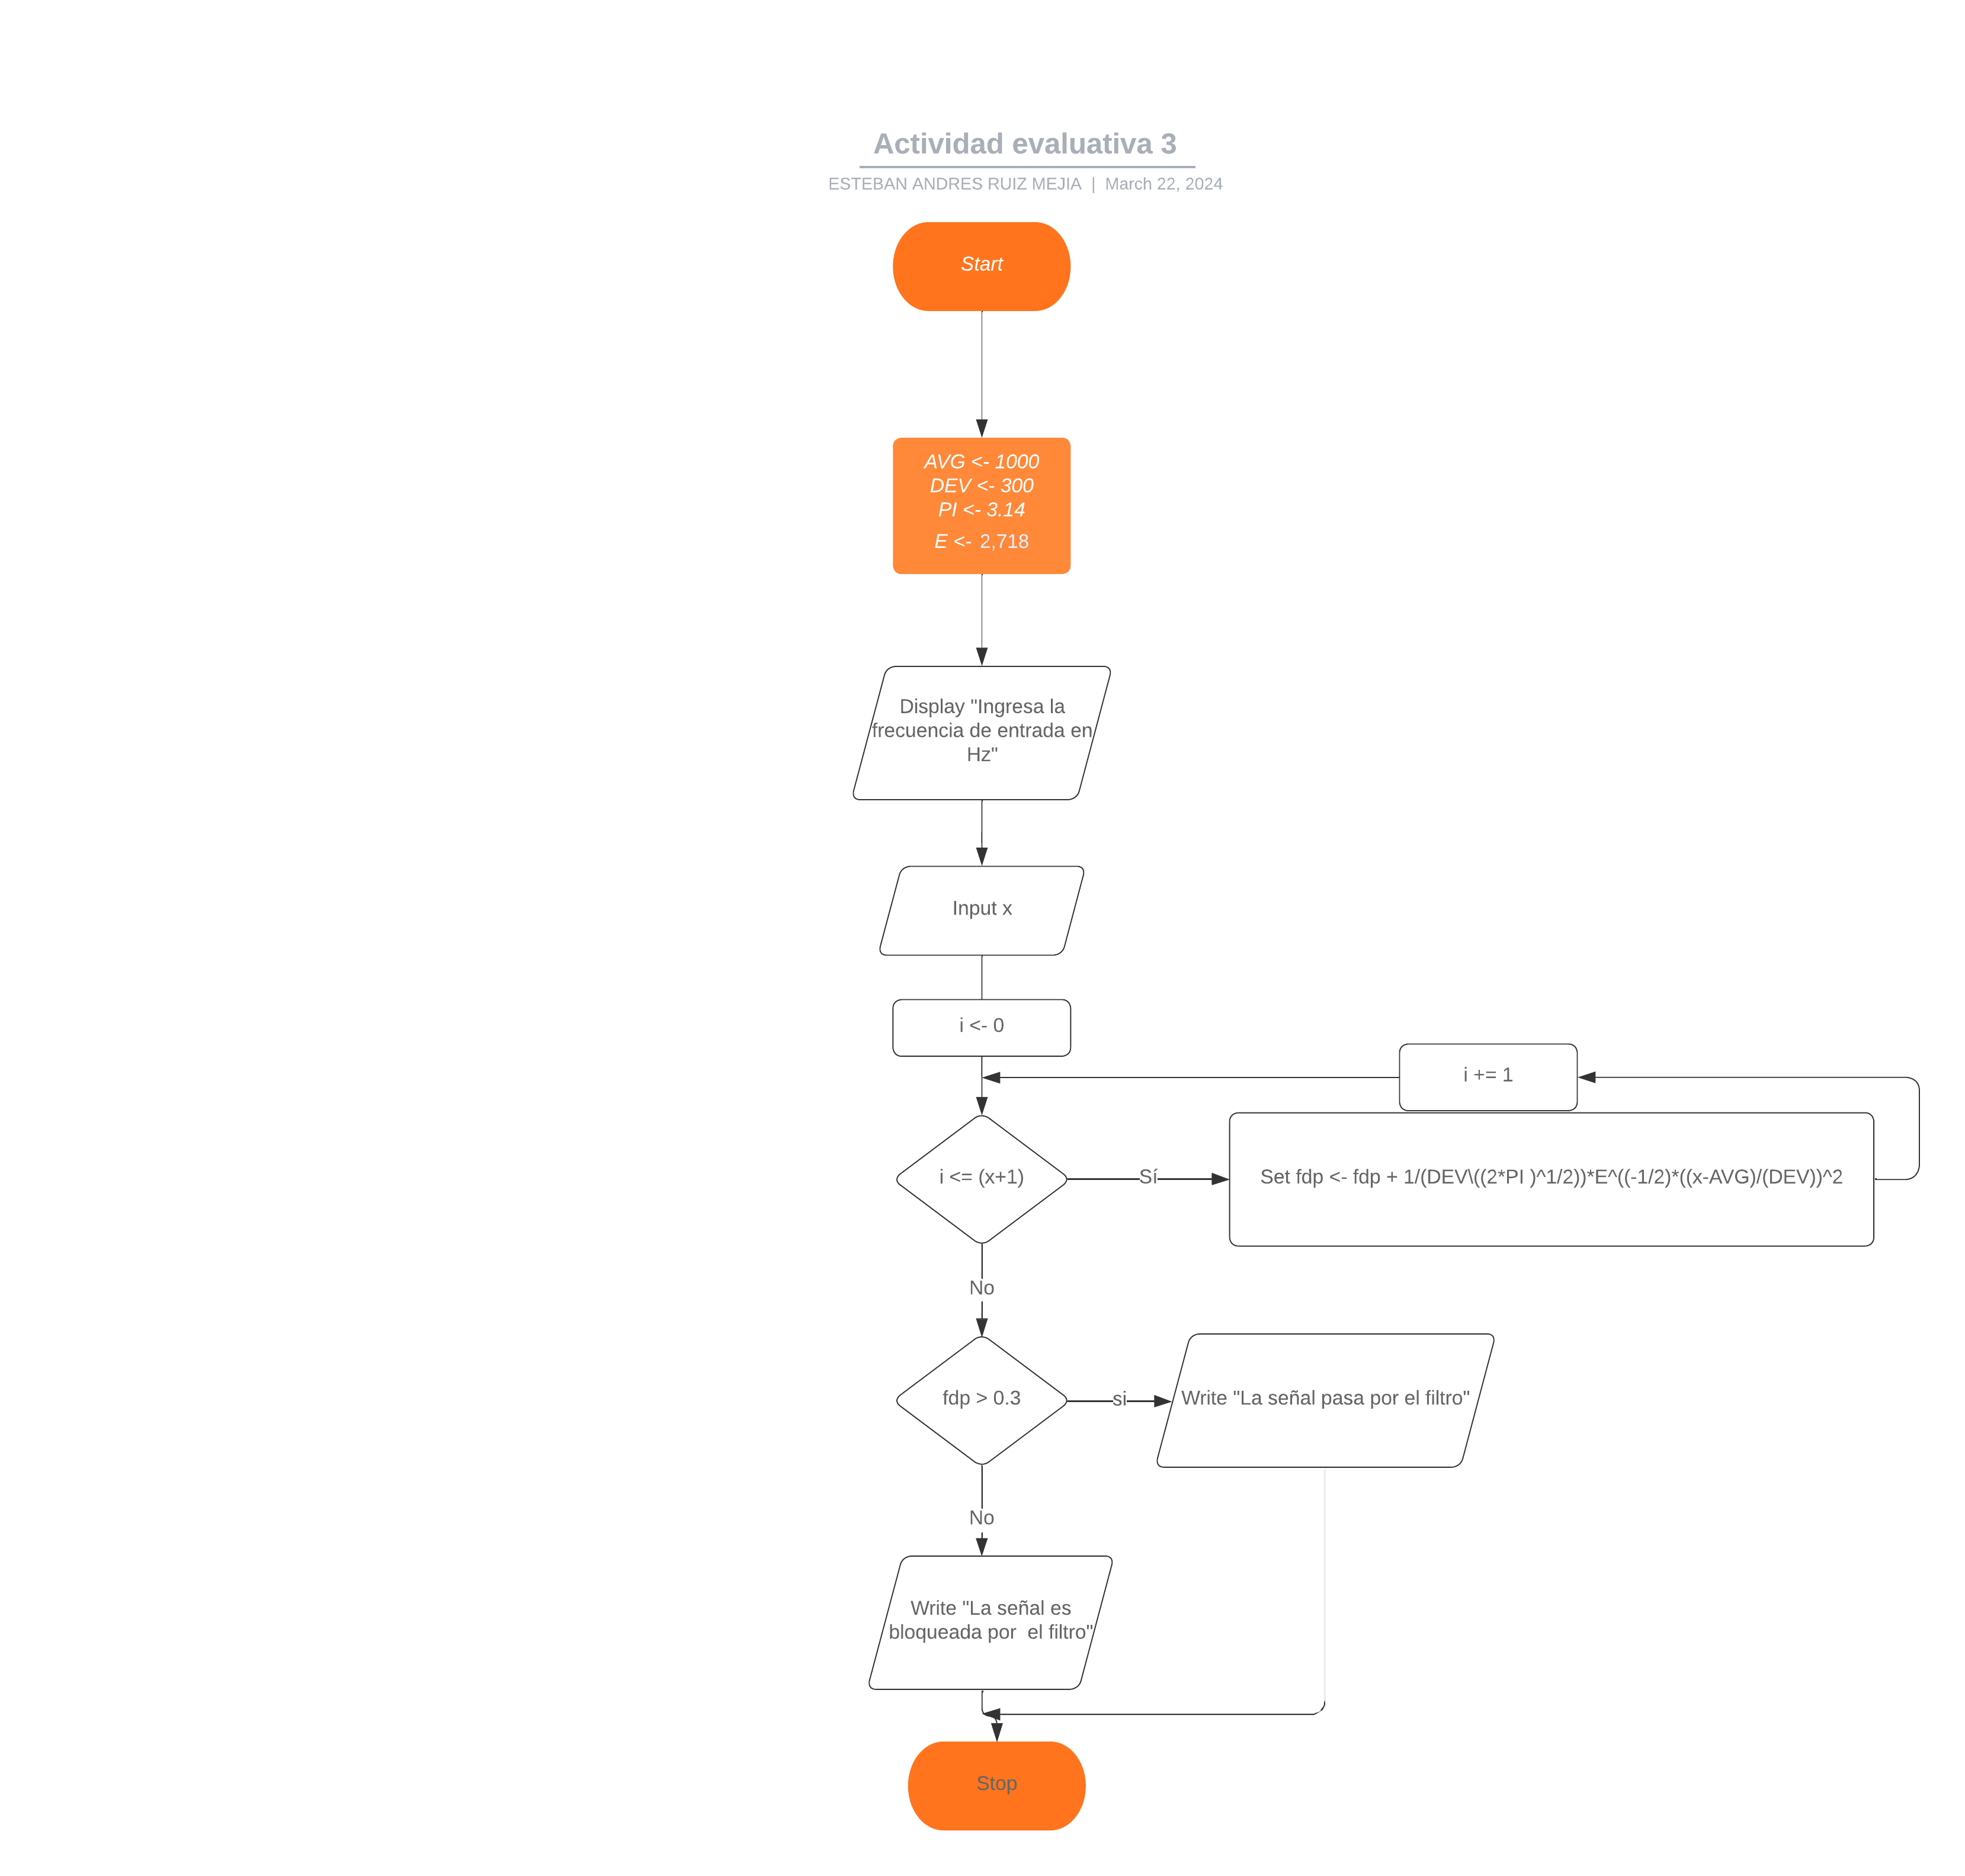 Actividad evaluativa 3
ESTEBAN ANDRES RUIZ MEJIA | March 22, 2024
Start
AVG <- 1000
DEV <- 300
PI <- 3.14
E <- 2,718
Display "Ingresa la
frecuencia de entrada en
Hz"
Input x
i <- 0
i += 1
i <= (x+1)
Sí
Set fdp <- fdp + 1/(DEV\((2*PI )^1/2))*E^((-1/2)*((x-AVG)/(DEV))^2
No
fdp > 0.3
si
Write "La señal pasa por el filtro"
No
Write "La señal es
bloqueada por  el filtro"
Stop